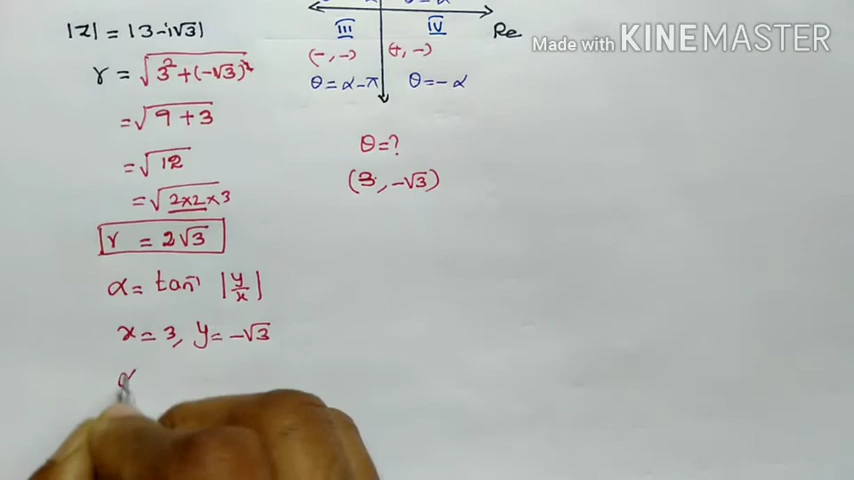 |z| = |3-i√3|
r = √3²+(-√3)²
= √9+3
= √12
= √2×2×3
r = 2√3
α = tan⁻¹ |y/x|
x = 3, y = -√3
α
III
IV
Re
(-, -)
(+, -)
θ = α-π
θ = -α
θ = ?
(3, -√3)
Made with KINEMASTER